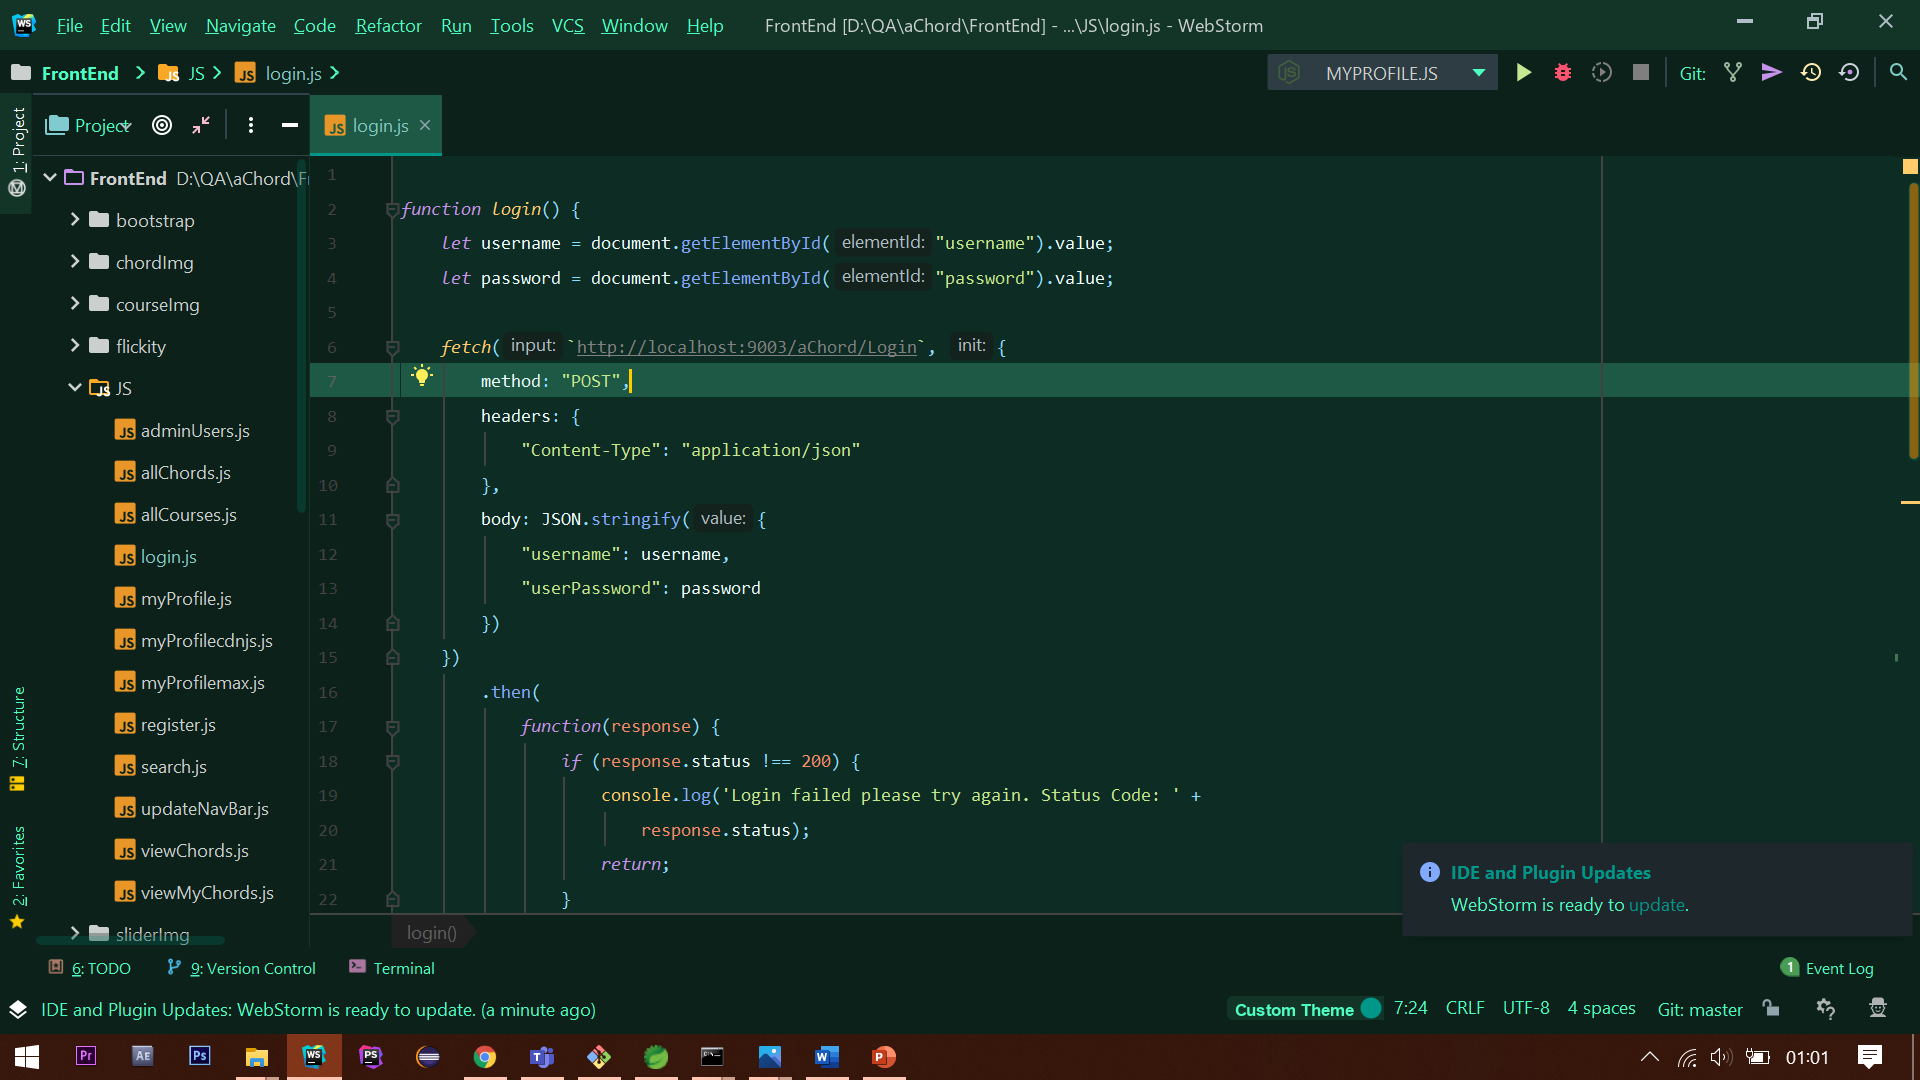 File Edit View Navigate Code Refactor Run Tools VCS Window Help FrontEnd [D:\QA\aChord\FrontEnd] - ...\JS\login.js - WebStorm
FrontEnd JS login.js MYPROFILE.JS Git:
1: Project
Project
login.js
FrontEnd D:\QA\aChord\F
bootstrap
chordImg
courseImg
flickity
JS
adminUsers.js
allChords.js
allCourses.js
login.js
myProfile.js
myProfilecdnjs.js
myProfilemax.js
register.js
search.js
updateNavBar.js
viewChords.js
viewMyChords.js
sliderImg
7: Structure
2: Favorites
1
2 function login() {
3 let username = document.getElementById( elementId: "username").value;
4 let password = document.getElementById( elementId: "password").value;
5
6 fetch( input: `http://localhost:9003/aChord/Login`, init: {
7 method: "POST",
8 headers: {
9 "Content-Type": "application/json"
10 },
11 body: JSON.stringify( value: {
12 "username": username,
13 "userPassword": password
14 })
15 })
16 .then(
17 function(response) {
18 if (response.status !== 200) {
19 console.log('Login failed please try again. Status Code: ' +
20 response.status);
21 return;
22 }
login()
IDE and Plugin Updates
WebStorm is ready to update.
6: TODO 9: Version Control Terminal 1 Event Log
IDE and Plugin Updates: WebStorm is ready to update. (a minute ago) Custom Theme 7:24 CRLF UTF-8 4 spaces Git: master
01:01